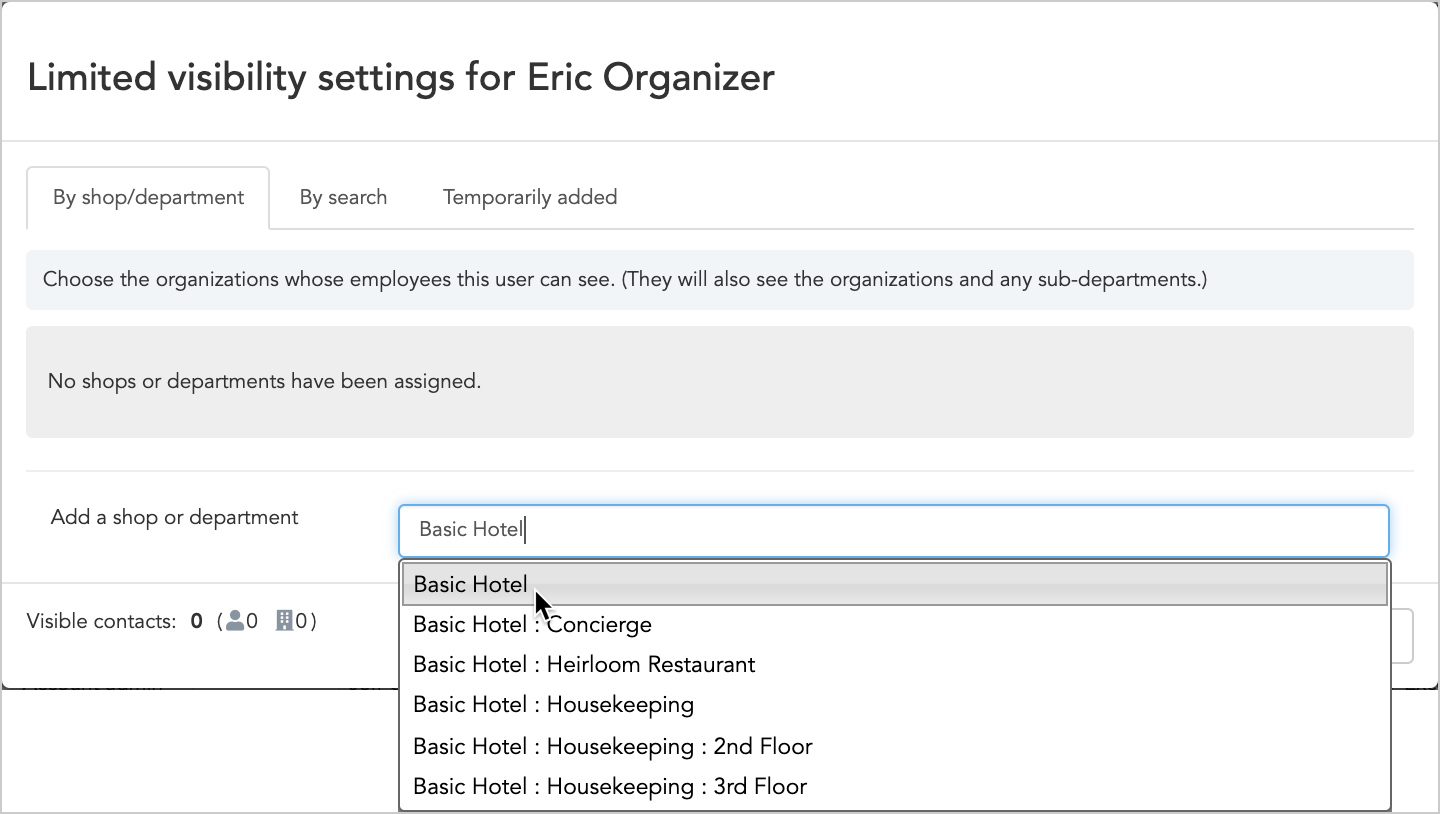 Limited visibility settings for Eric Organizer
By shop/department By search Temporarily added
Choose the organizations whose employees this user can see. (They will also see the organizations and any sub-departments.)
No shops or departments have been assigned.
Add a shop or department
Basic Hotel
Basic Hotel
Basic Hotel : Concierge
Basic Hotel : Heirloom Restaurant
Basic Hotel : Housekeeping
Basic Hotel : Housekeeping : 2nd Floor
Basic Hotel : Housekeeping : 3rd Floor
Visible contacts: 0 (0 0)